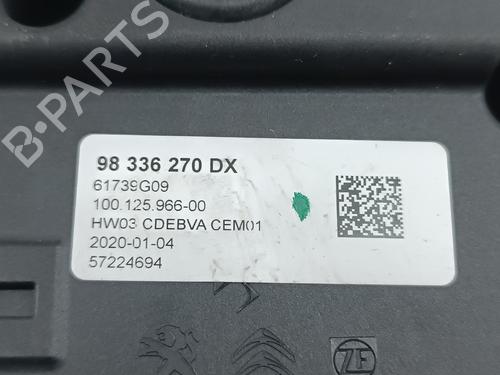 98 336 270 DX
61739G09
100.125.966-00
HW03 CDEBVA CEM01
2020-01-04
57224694
ZF
B-PARTS